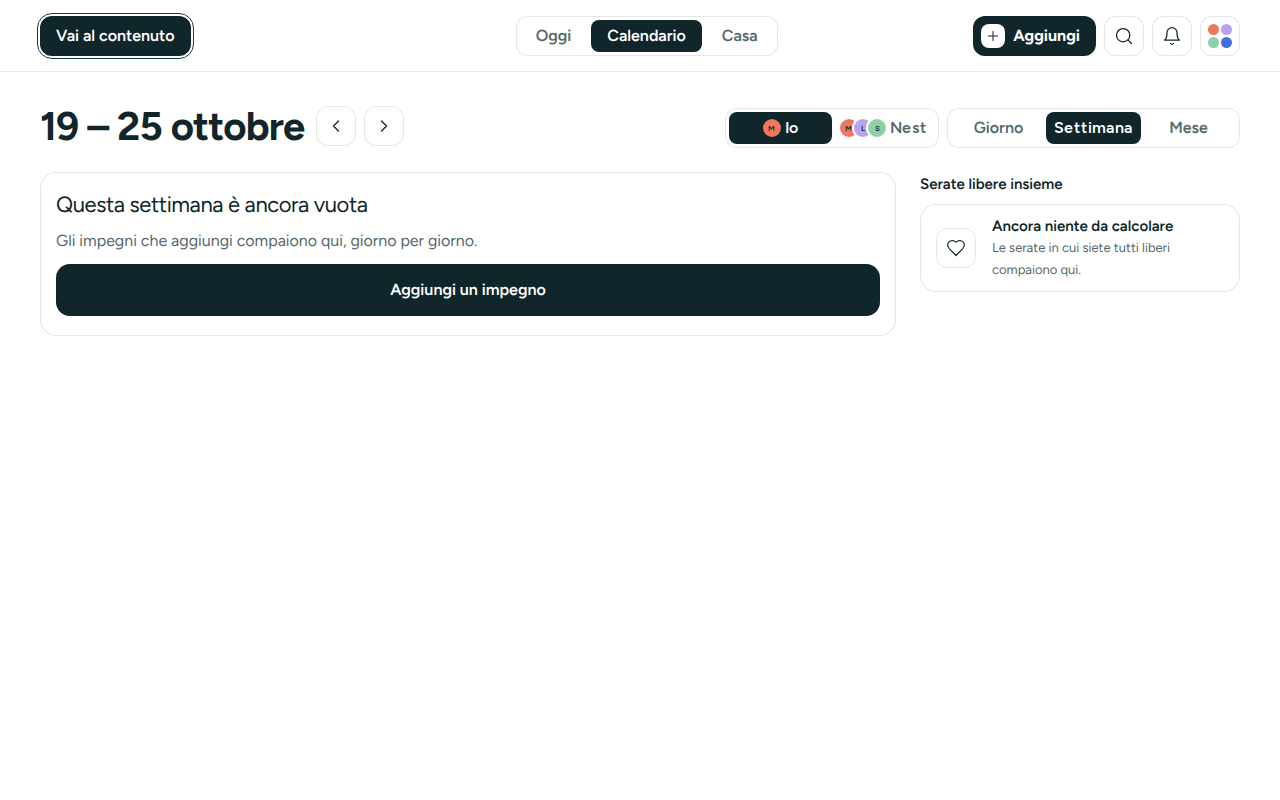 Vai al contenuto
Oggi
Calendario
Casa
Aggiungi
19 – 25 ottobre
M Io
M L S Nest
Giorno
Settimana
Mese
Questa settimana è ancora vuota
Gli impegni che aggiungi compaiono qui, giorno per giorno.
Aggiungi un impegno
Serate libere insieme
Ancora niente da calcolare
Le serate in cui siete tutti liberi
compaiono qui.